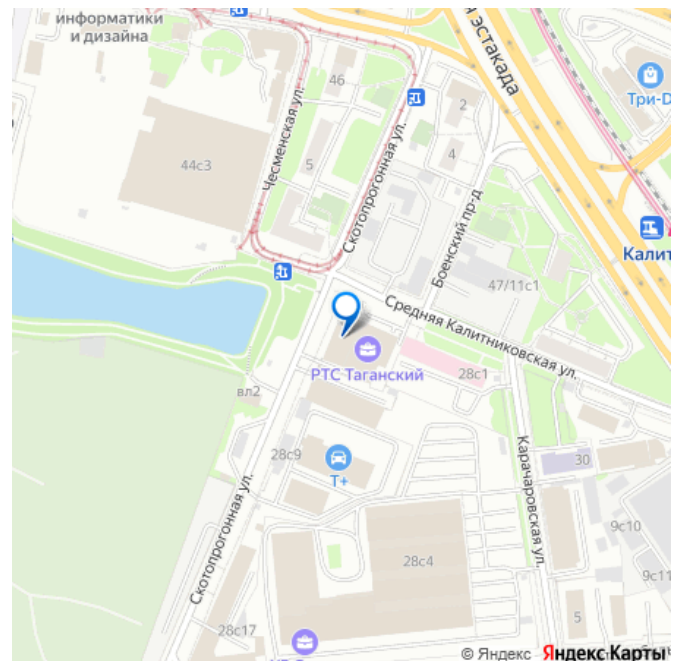 информатики
и дизайна
эстакада
46
2
Три-D
Чесменская ул.
44с3
5
4
Скотопрогонная ул.
Боенский пр-д
Калит
47/11с1
Средняя Калитниковская ул.
РТС Таганский
28с1
вл2
28с9
Т+
Карачаровская ул.
30
Скотопрогонная ул.
9с10
28с4
9с11
5
28с17
© Яндекс Яндекс Карты